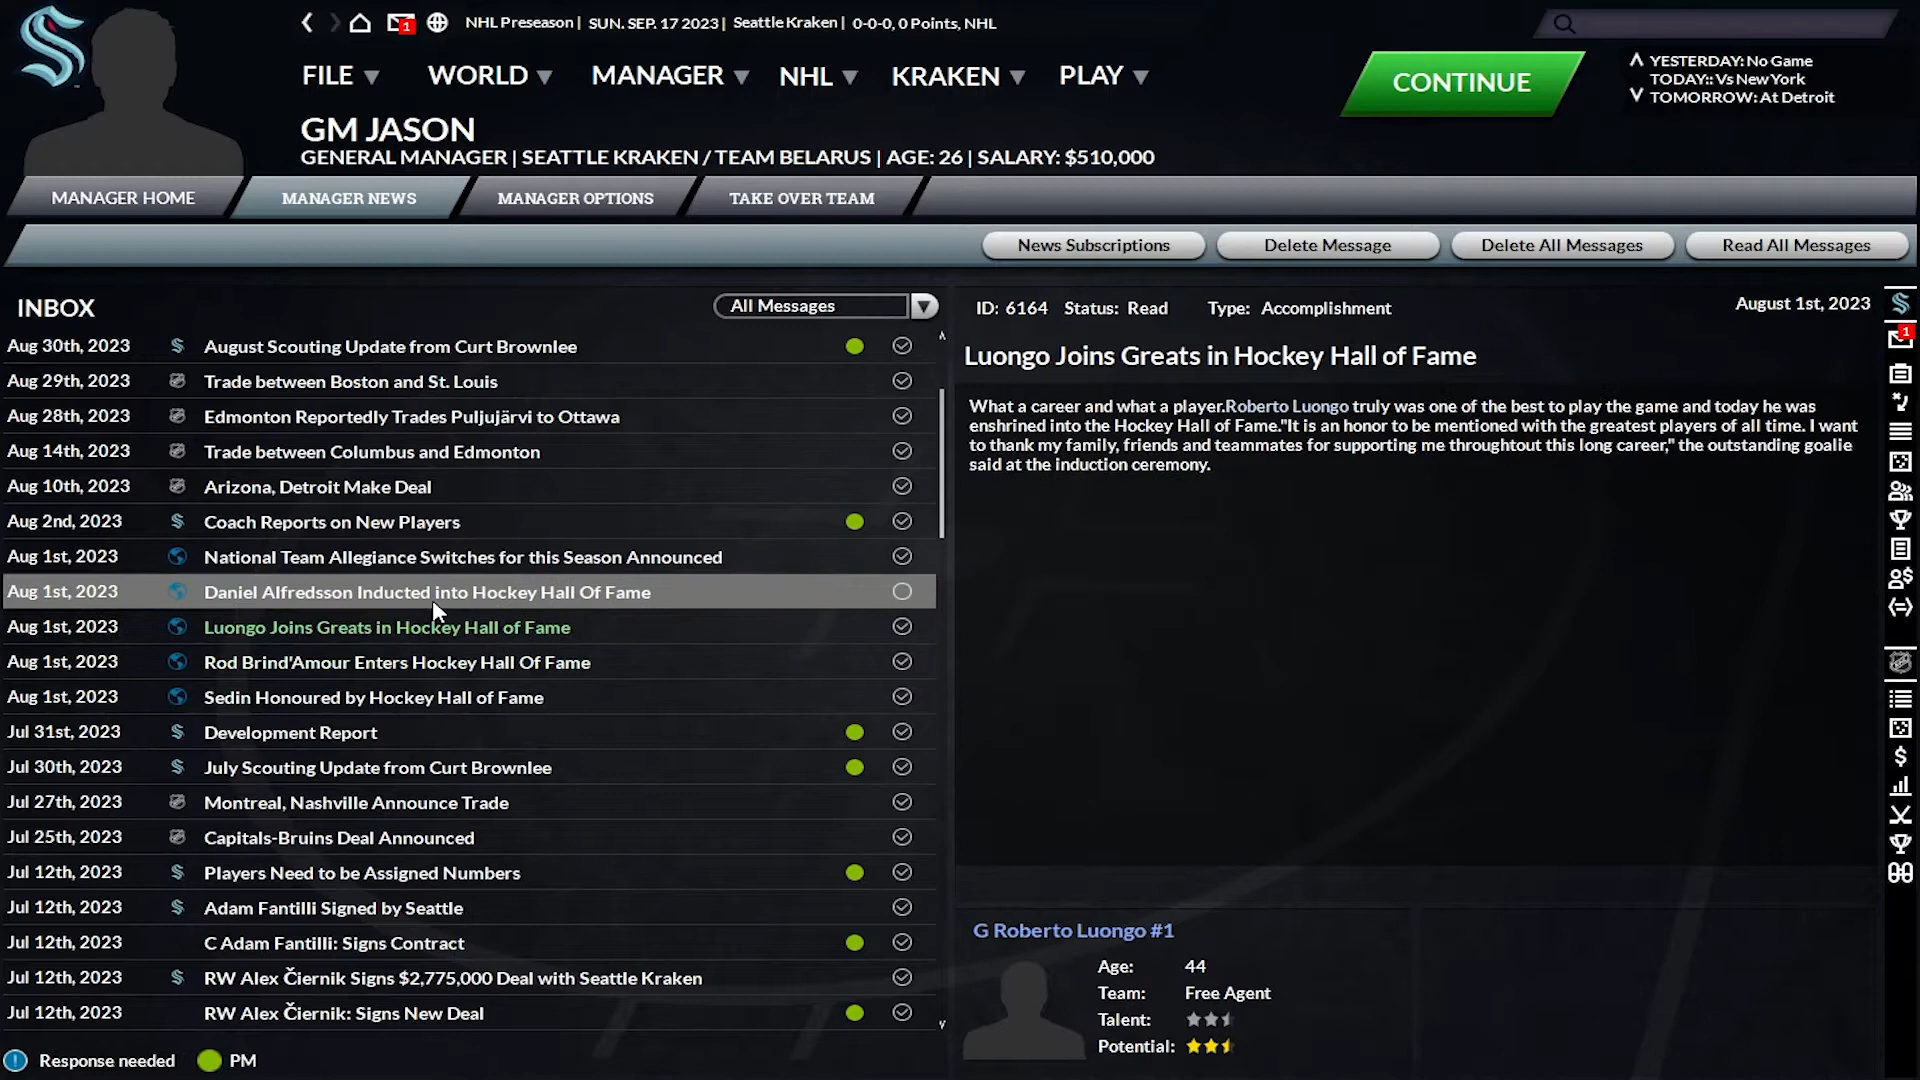 NHL Preseason | SUN. SEP. 17 2023 | Seattle Kraken | 0-0-0, 0 Points, NHL
1
FILE WORLD MANAGER NHL KRAKEN PLAY
CONTINUE
YESTERDAY: No Game
TODAY:: Vs New York
TOMORROW: At Detroit
GM JASON
GENERAL MANAGER | SEATTLE KRAKEN / TEAM BELARUS | AGE: 26 | SALARY: $510,000
MANAGER HOME MANAGER NEWS MANAGER OPTIONS TAKE OVER TEAM
News Subscriptions Delete Message Delete All Messages Read All Messages
INBOX All Messages
Aug 30th, 2023 August Scouting Update from Curt Brownlee
Aug 29th, 2023 Trade between Boston and St. Louis
Aug 28th, 2023 Edmonton Reportedly Trades Puljujärvi to Ottawa
Aug 14th, 2023 Trade between Columbus and Edmonton
Aug 10th, 2023 Arizona, Detroit Make Deal
Aug 2nd, 2023 Coach Reports on New Players
Aug 1st, 2023 National Team Allegiance Switches for this Season Announced
Aug 1st, 2023 Daniel Alfredsson Inducted into Hockey Hall Of Fame
Aug 1st, 2023 Luongo Joins Greats in Hockey Hall of Fame
Aug 1st, 2023 Rod Brind'Amour Enters Hockey Hall Of Fame
Aug 1st, 2023 Sedin Honoured by Hockey Hall of Fame
Jul 31st, 2023 Development Report
Jul 30th, 2023 July Scouting Update from Curt Brownlee
Jul 27th, 2023 Montreal, Nashville Announce Trade
Jul 25th, 2023 Capitals-Bruins Deal Announced
Jul 12th, 2023 Players Need to be Assigned Numbers
Jul 12th, 2023 Adam Fantilli Signed by Seattle
Jul 12th, 2023 C Adam Fantilli: Signs Contract
Jul 12th, 2023 RW Alex Čiernik Signs $2,775,000 Deal with Seattle Kraken
Jul 12th, 2023 RW Alex Čiernik: Signs New Deal
Response needed PM
ID: 6164 Status: Read Type: Accomplishment August 1st, 2023
Luongo Joins Greats in Hockey Hall of Fame
What a career and what a player.Roberto Luongo truly was one of the best to play the game and today he was
enshrined into the Hockey Hall of Fame."It is an honor to be mentioned with the greatest players of all time. I want
to thank my family, friends and teammates for supporting me throughtout this long career," the outstanding goalie
said at the induction ceremony.
G Roberto Luongo #1
Age: 44
Team: Free Agent
Talent:
Potential:
1